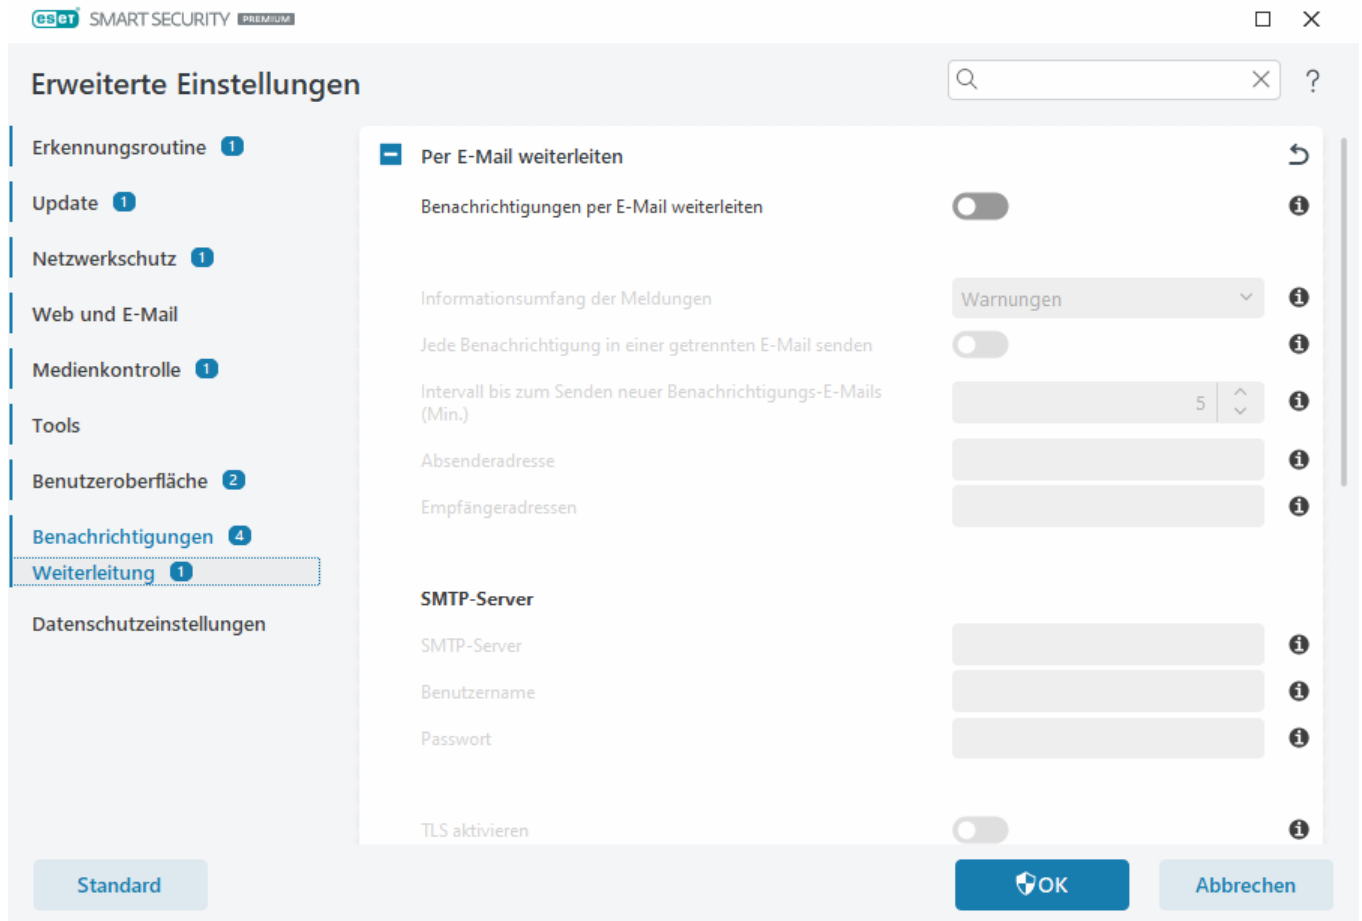 eset SMART SECURITY PREMIUM
Erweiterte Einstellungen
?
Erkennungsroutine 1
Update 1
Netzwerkschutz 1
Web und E-Mail
Medienkontrolle 1
Tools
Benutzeroberfläche 2
Benachrichtigungen 4
Weiterleitung 1
Datenschutzeinstellungen
Per E-Mail weiterleiten
Benachrichtigungen per E-Mail weiterleiten
Informationsumfang der Meldungen Warnungen
Jede Benachrichtigung in einer getrennten E-Mail senden
Intervall bis zum Senden neuer Benachrichtigungs-E-Mails
(Min.) 5
Absenderadresse
Empfängeradressen
SMTP-Server
SMTP-Server
Benutzername
Passwort
TLS aktivieren
Standard OK Abbrechen